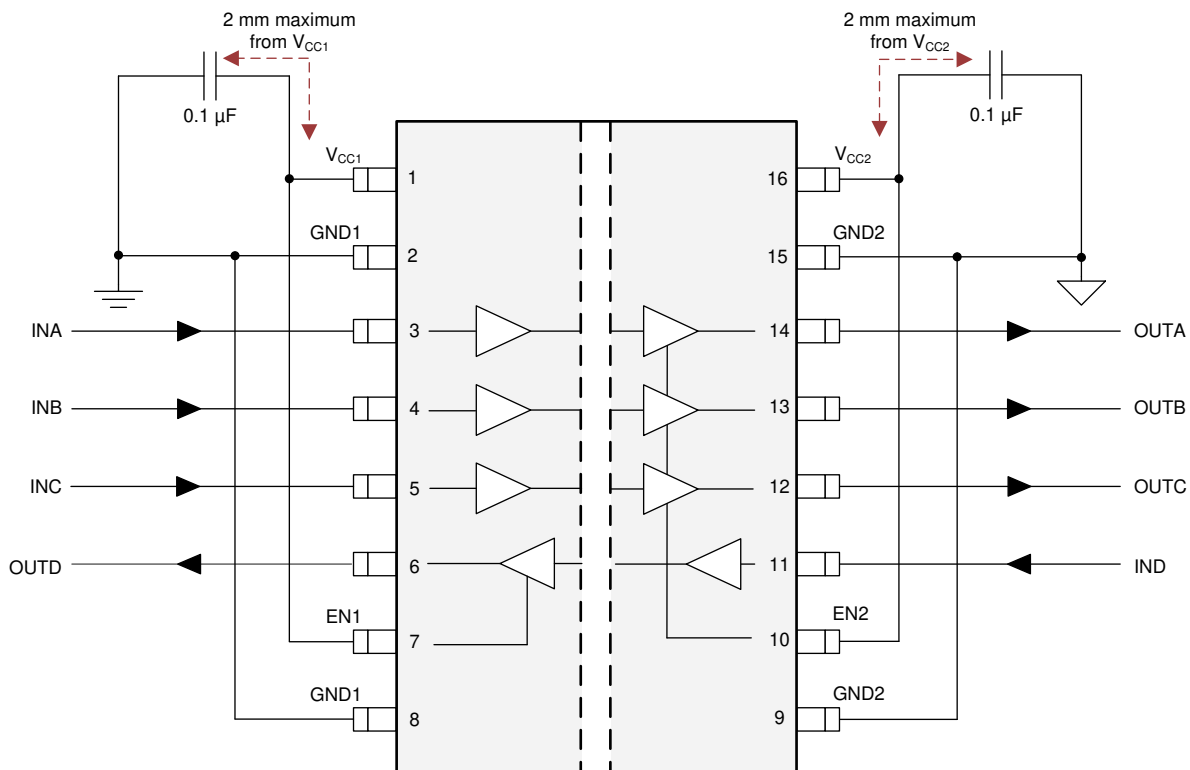 2 mm maximum
from VCC1
2 mm maximum
from VCC2
0.1 µF
0.1 µF
VCC1
1
16
VCC2
GND1
2
15
GND2
INA
3
14
OUTA
INB
4
13
OUTB
INC
5
12
OUTC
OUTD
6
11
IND
EN1
7
10
EN2
GND1
8
9
GND2